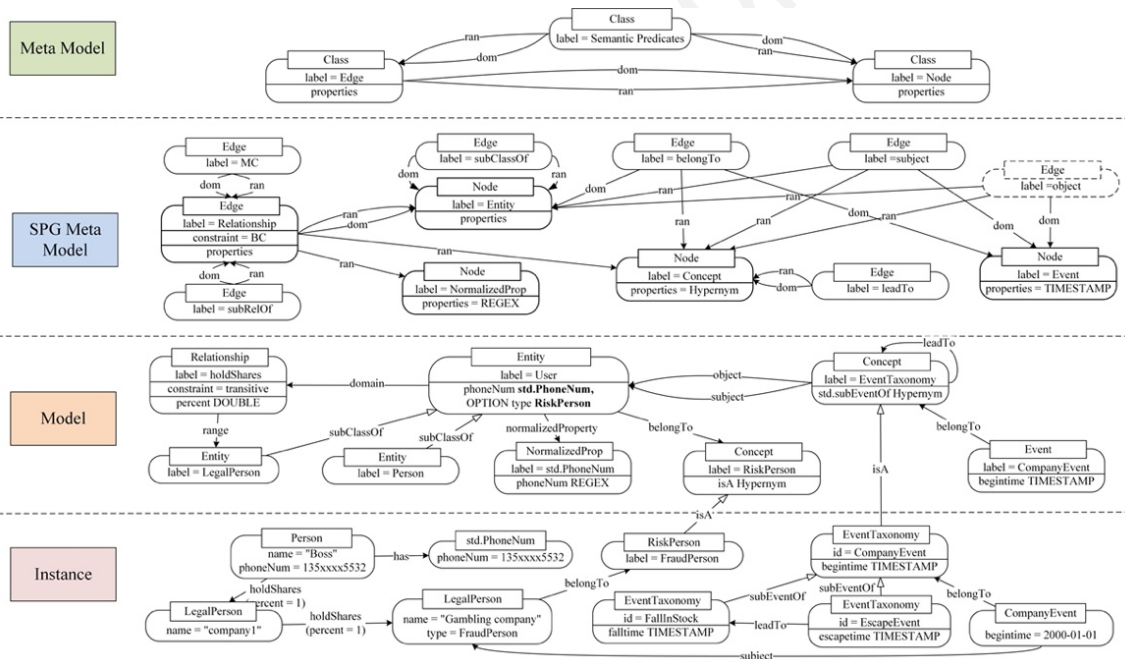 Meta Model
Class
label = Semantic Predicates
ran
dom
dom
ran
Class
label = Edge
properties
dom
ran
Class
label = Node
properties
SPG Meta
Model
Edge
label = MC
dom
ran
Edge
label = Relationship
constraint = BC
properties
dom
ran
Edge
label = subRelOf
Edge
label = subClassOf
dom
ran
Node
label = Entity
properties
ran
dom
ran
ran
Node
label = NormalizedProp
properties = REGEX
Edge
label = belongTo
dom
ran
dom
Edge
label =subject
ran
ran
dom
Edge
label =object
ran
ran
dom
Node
label = Concept
properties = Hypernym
ran
dom
Edge
label = leadTo
Node
label = Event
properties = TIMESTAMP
Model
Relationship
label = holdShares
constraint = transitive
percent DOUBLE
domain
range
Entity
label = User
phoneNum std.PhoneNum,
OPTION type RiskPerson
object
subject
Concept
label = EventTaxonomy
std.subEventOf Hypernym
leadTo
Entity
label = LegalPerson
subClassOf
Entity
label = Person
subClassOf
normalizedProperty
NormalizedProp
label = std.PhoneNum
phoneNum REGEX
belongTo
Concept
label = RiskPerson
isA Hypernym
isA
belongTo
Event
label = CompanyEvent
begintime TIMESTAMP
isA
Instance
Person
name = "Boss"
phoneNum = 135xxxx5532
has
std.PhoneNum
phoneNum = 135xxxx5532
RiskPerson
label = FraudPerson
EventTaxonomy
id = CompanyEvent
begintime TIMESTAMP
holdShares
(percent = 1)
LegalPerson
name = "company1"
holdShares
(percent = 1)
LegalPerson
name = "Gambling company"
type = FraudPerson
belongTo
EventTaxonomy
id = FallInStock
falltime TIMESTAMP
subEventOf
subEventOf
leadTo
EventTaxonomy
id = EscapeEvent
escapetime TIMESTAMP
belongTo
CompanyEvent
begintime = 2000-01-01
subject